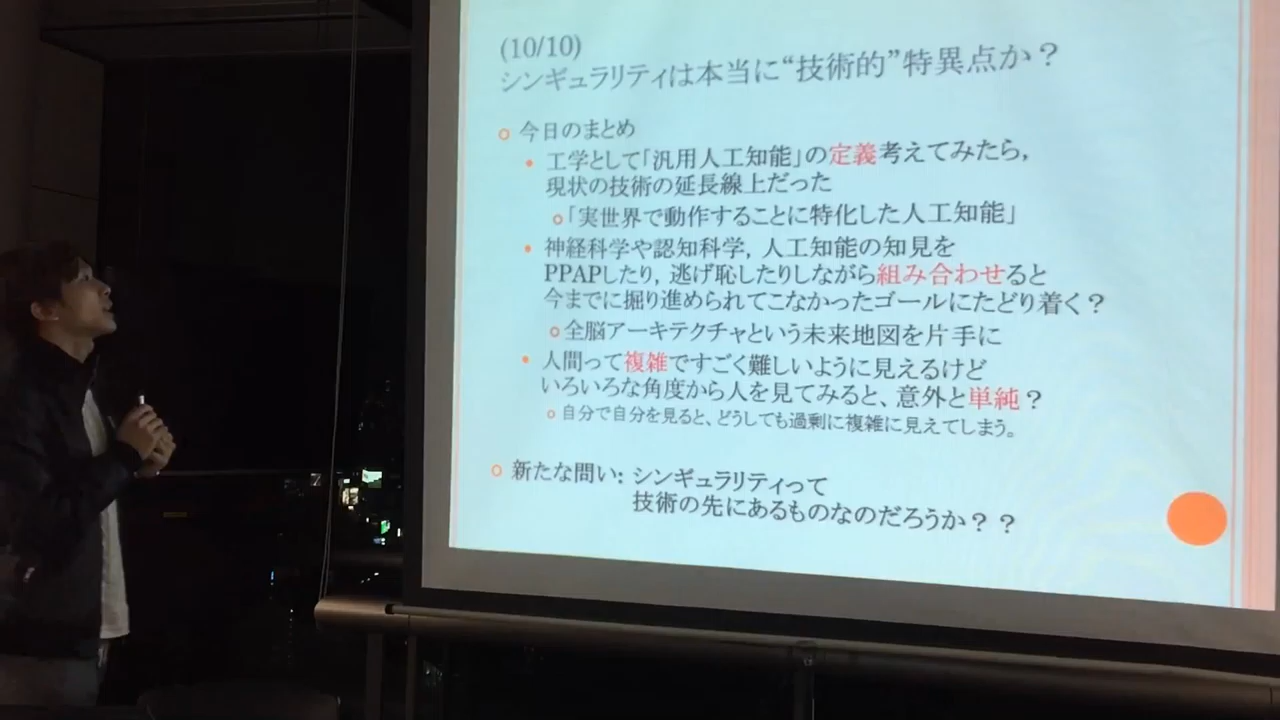 (10/10)
シンギュラリティは本当に“技術的”特異点か？
今日のまとめ
工学として「汎用人工知能」の定義考えてみたら，
現状の技術の延長線上だった
「実世界で動作することに特化した人工知能」
神経科学や認知科学，人工知能の知見を
PPAPしたり，逃げ恥したりしながら組み合わせると
今までに掘り進められてこなかったゴールにたどり着く？
全脳アーキテクチャという未来地図を片手に
人間って複雑ですごく難しいように見えるけど
いろいろな角度から人を見てみると、意外と単純？
自分で自分を見ると、どうしても過剰に複雑に見えてしまう。
新たな問い: シンギュラリティって
技術の先にあるものなのだろうか？？